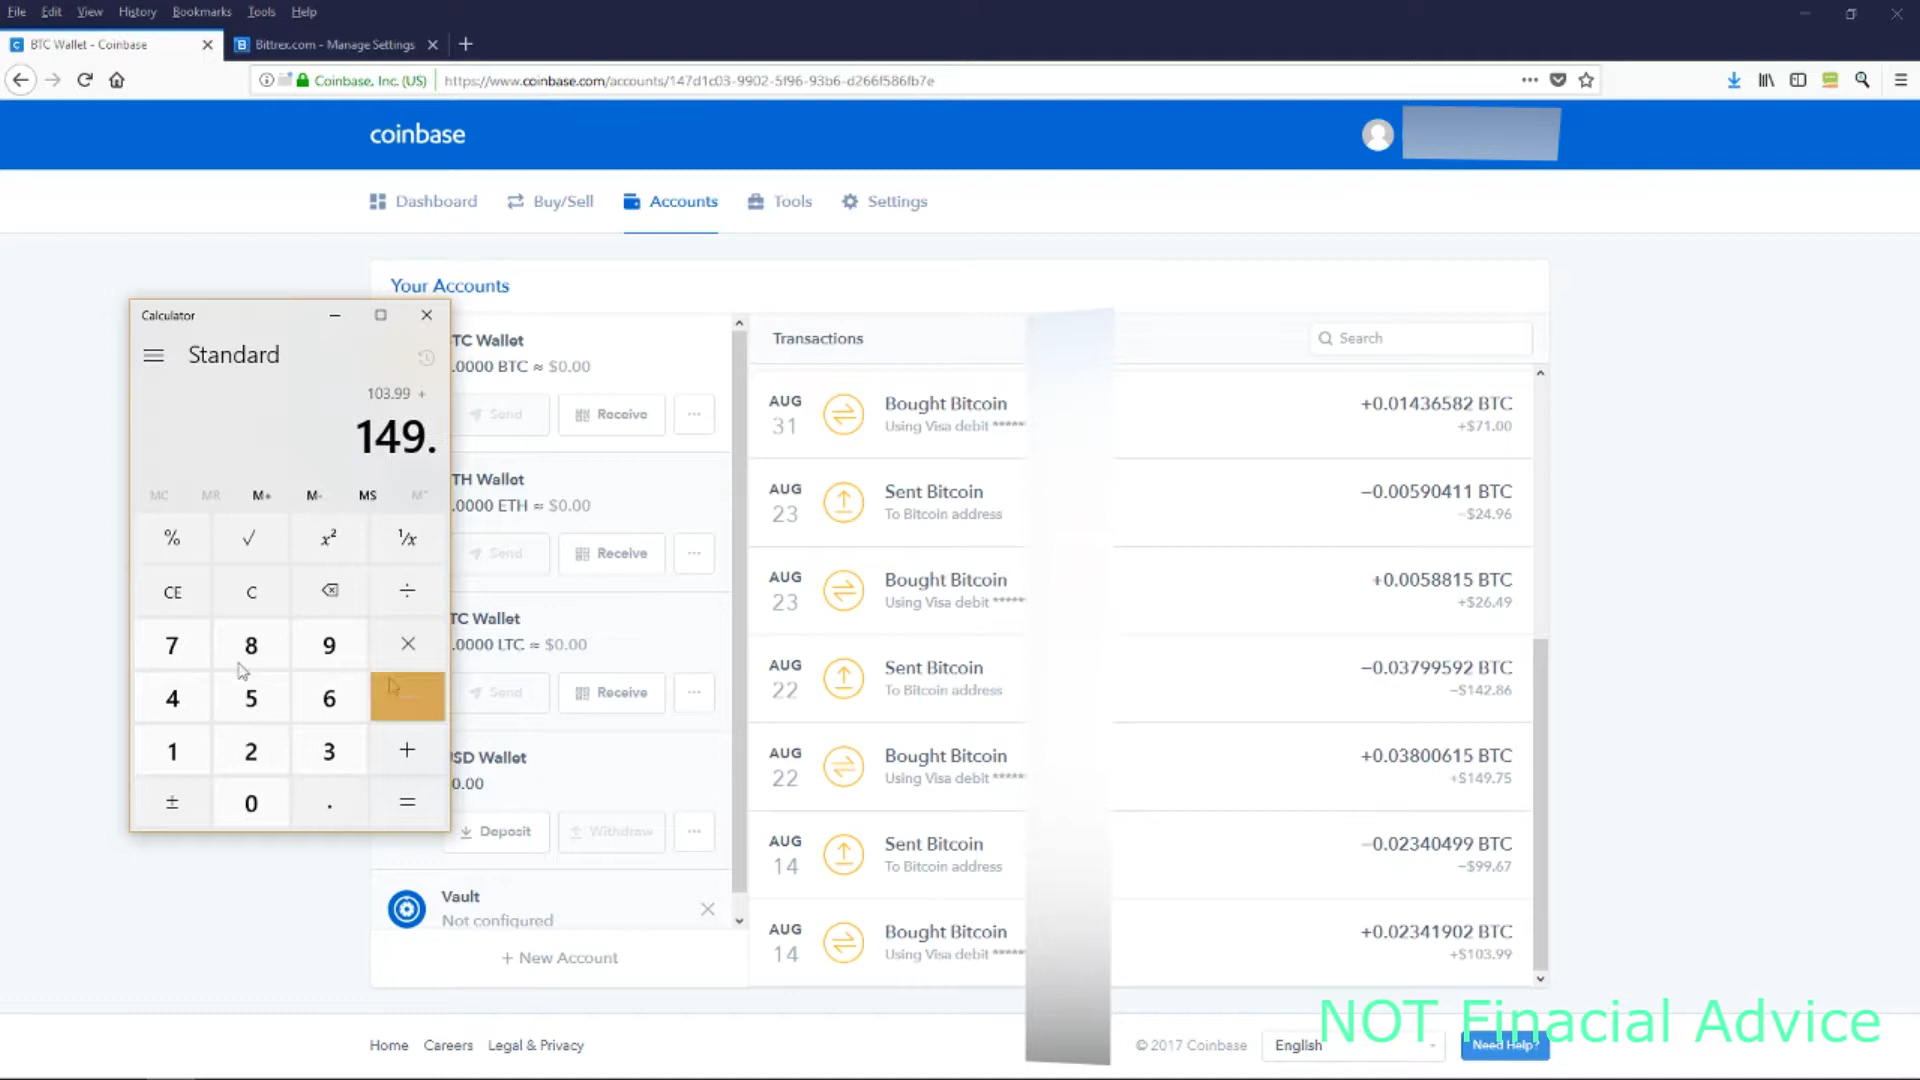 File Edit View History Bookmarks Tools Help
BTC Wallet - Coinbase
Bittrex.com - Manage Settings
Coinbase, Inc. (US)
https://www.coinbase.com/accounts/147d1c03-9902-5f96-93b6-d266f586fb7e
coinbase
Dashboard
Buy/Sell
Accounts
Tools
Settings
Your Accounts
Calculator
Standard
103.99 +
149.
MC MR M+ M- MS M˅
% √ x² ¹/x
CE C ÷
7 8 9 ×
4 5 6
1 2 3 +
± 0 . =
TC Wallet
.0000 BTC ≈ $0.00
Send
Receive
TH Wallet
.0000 ETH ≈ $0.00
Send
Receive
TC Wallet
.0000 LTC ≈ $0.00
Send
Receive
SD Wallet
0.00
Deposit
Withdraw
Vault
Not configured
+ New Account
Transactions
Search
AUG 31
Bought Bitcoin
Using Visa debit *****
+0.01436582 BTC
+$71.00
AUG 23
Sent Bitcoin
To Bitcoin address
−0.00590411 BTC
−$24.96
AUG 23
Bought Bitcoin
Using Visa debit *****
+0.0058815 BTC
+$26.49
AUG 22
Sent Bitcoin
To Bitcoin address
−0.03799592 BTC
−$142.86
AUG 22
Bought Bitcoin
Using Visa debit *****
+0.03800615 BTC
+$149.75
AUG 14
Sent Bitcoin
To Bitcoin address
−0.02340499 BTC
−$99.67
AUG 14
Bought Bitcoin
Using Visa debit *****
+0.02341902 BTC
+$103.99
NOT Finacial Advice
Home
Careers
Legal & Privacy
© 2017 Coinbase
English
Need Help?